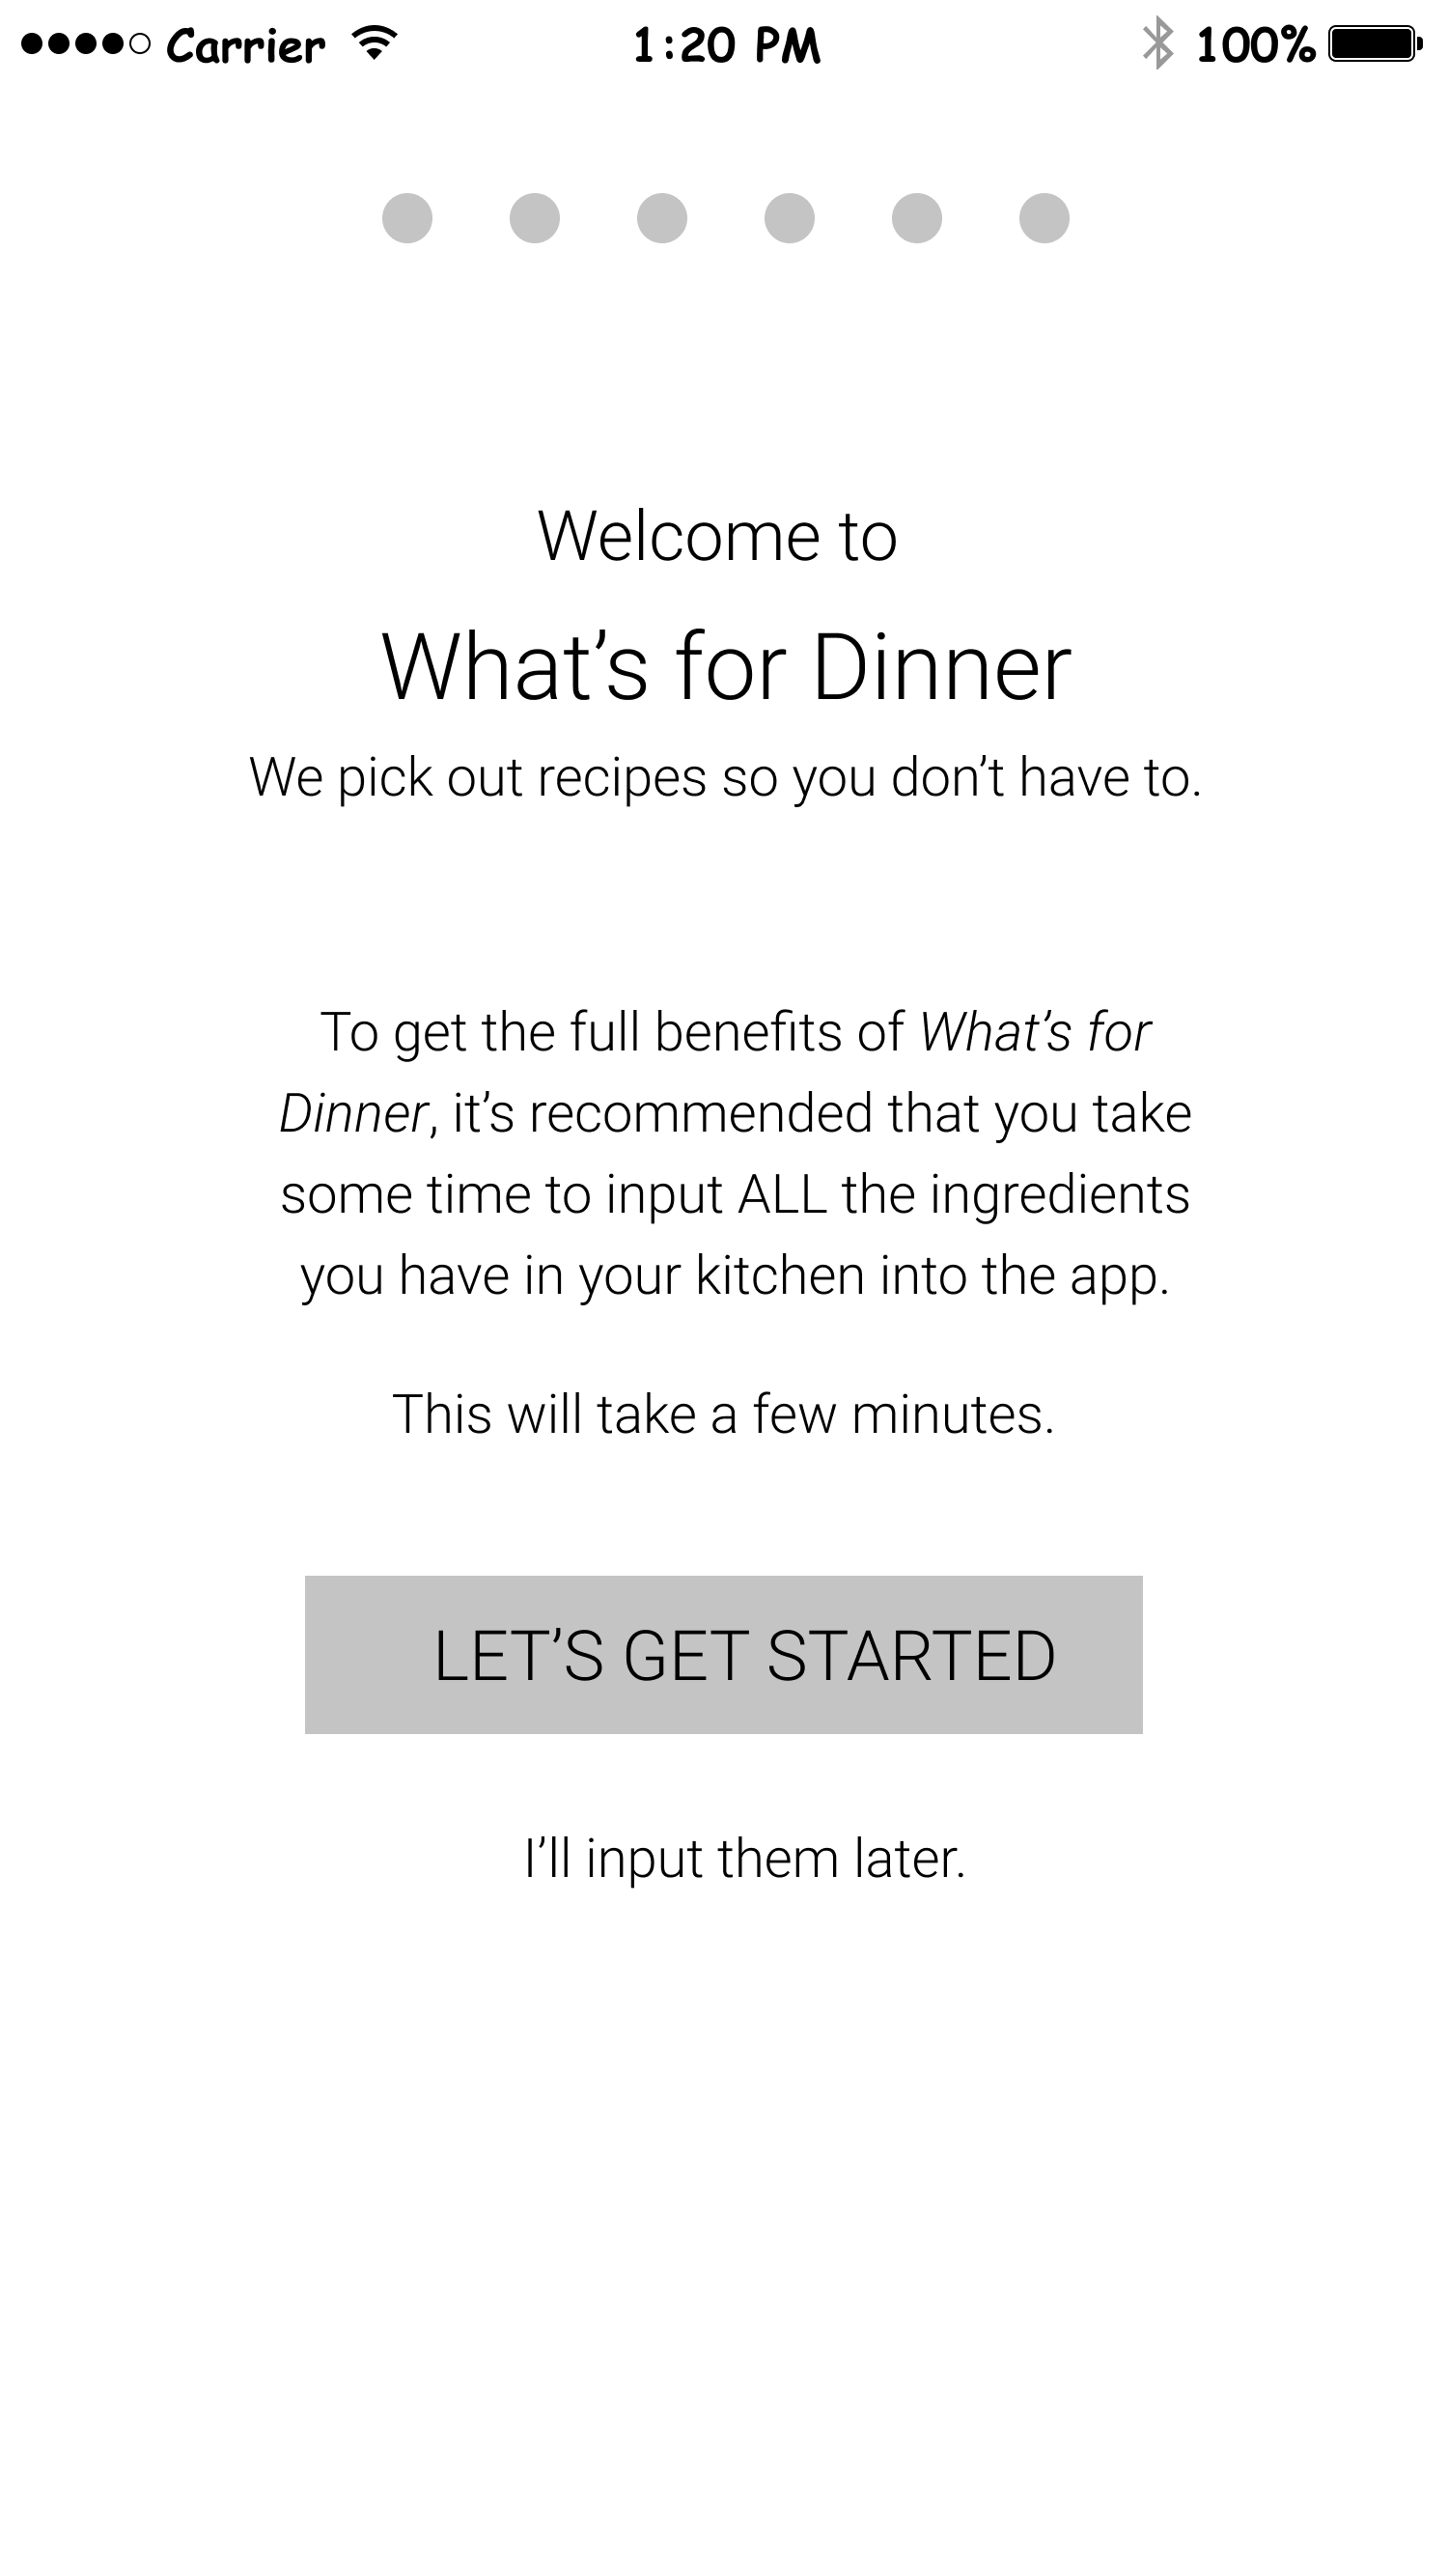 Carrier 1:20 PM 100%
Welcome to
What’s for Dinner
We pick out recipes so you don’t have to.
To get the full benefits of What’s for
Dinner, it’s recommended that you take
some time to input ALL the ingredients
you have in your kitchen into the app.
This will take a few minutes.
LET’S GET STARTED
I’ll input them later.